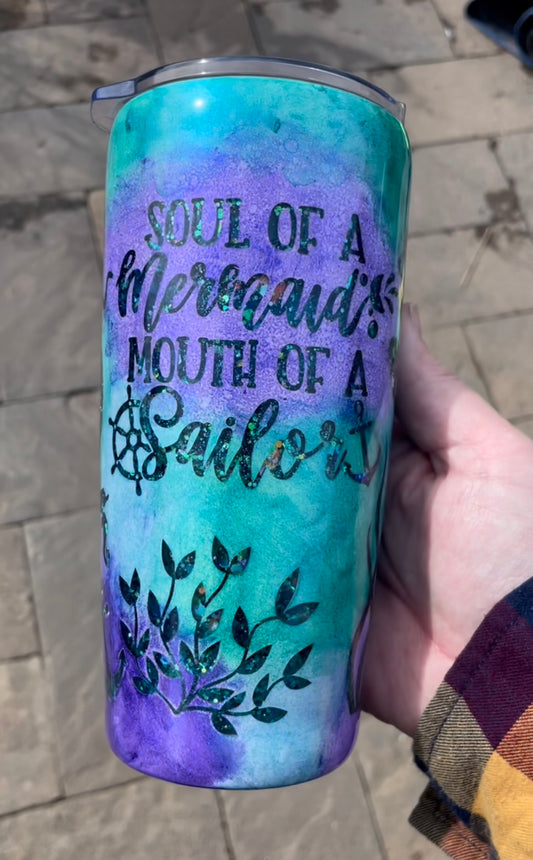 SOUL OF A
Mermaid
MOUTH OF A
Sailor